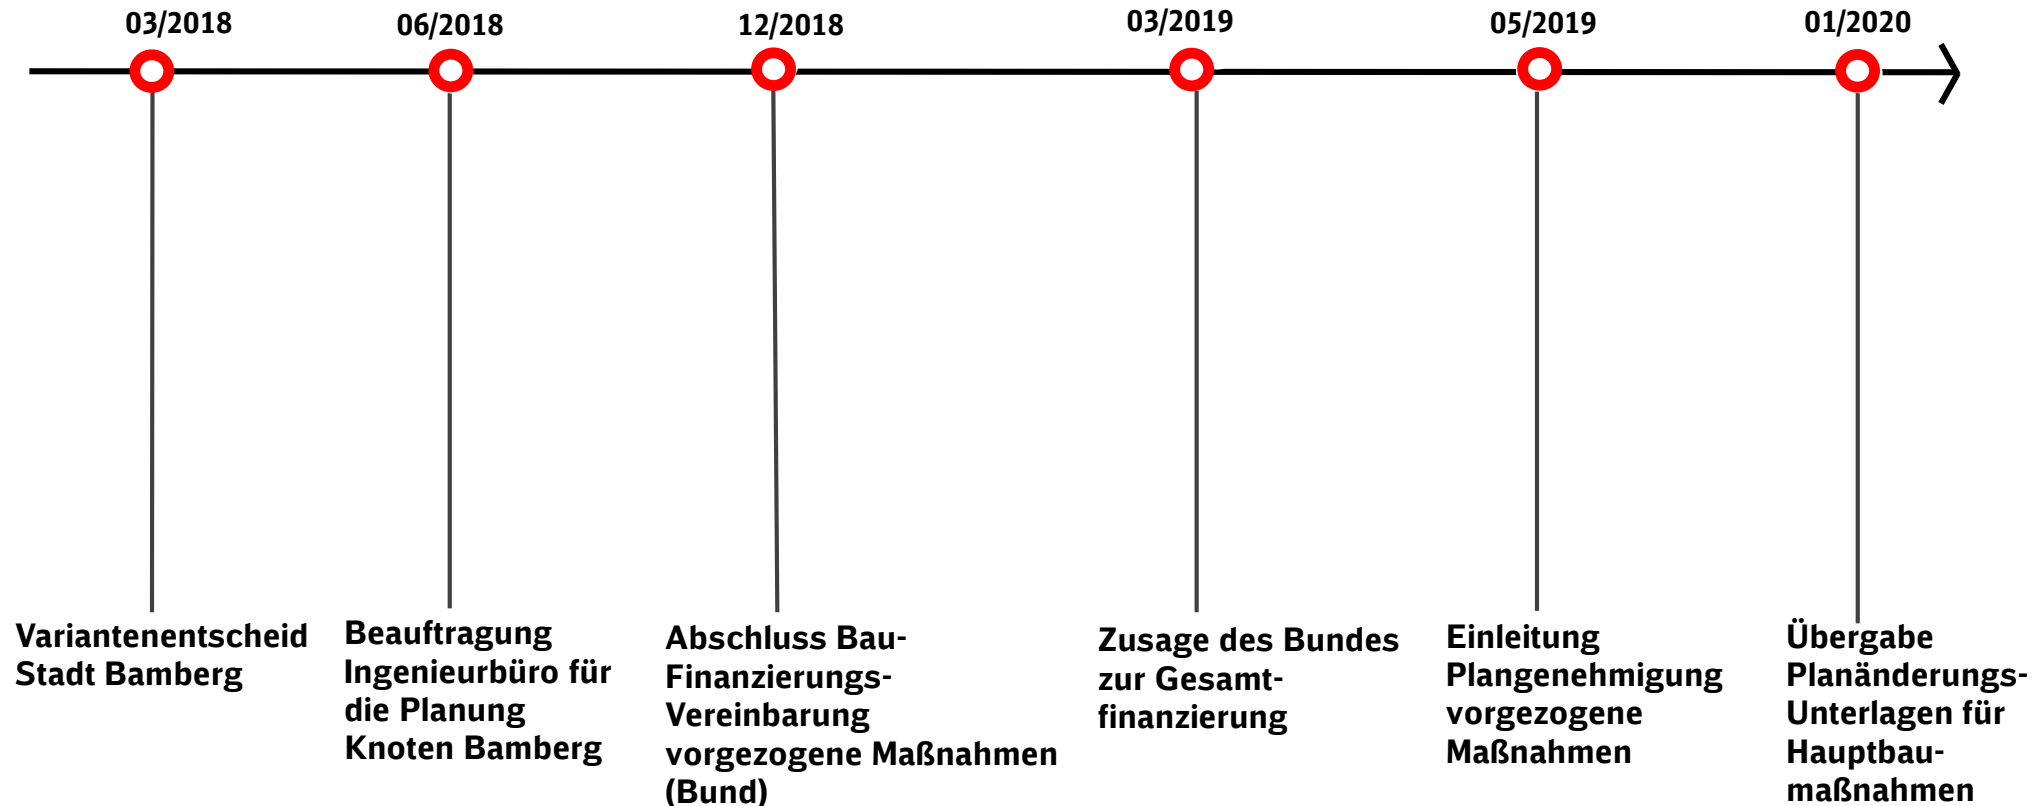 03/2018
06/2018
12/2018
03/2019
05/2019
01/2020
Variantenentscheid
Stadt Bamberg
Beauftragung
Ingenieurbüro für
die Planung
Knoten Bamberg
Abschluss Bau-
Finanzierungs-
Vereinbarung
vorgezogene Maßnahmen
(Bund)
Zusage des Bundes
zur Gesamt-
finanzierung
Einleitung
Plangenehmigung
vorgezogene
Maßnahmen
Übergabe
Planänderungs-
Unterlagen für
Hauptbau-
maßnahmen